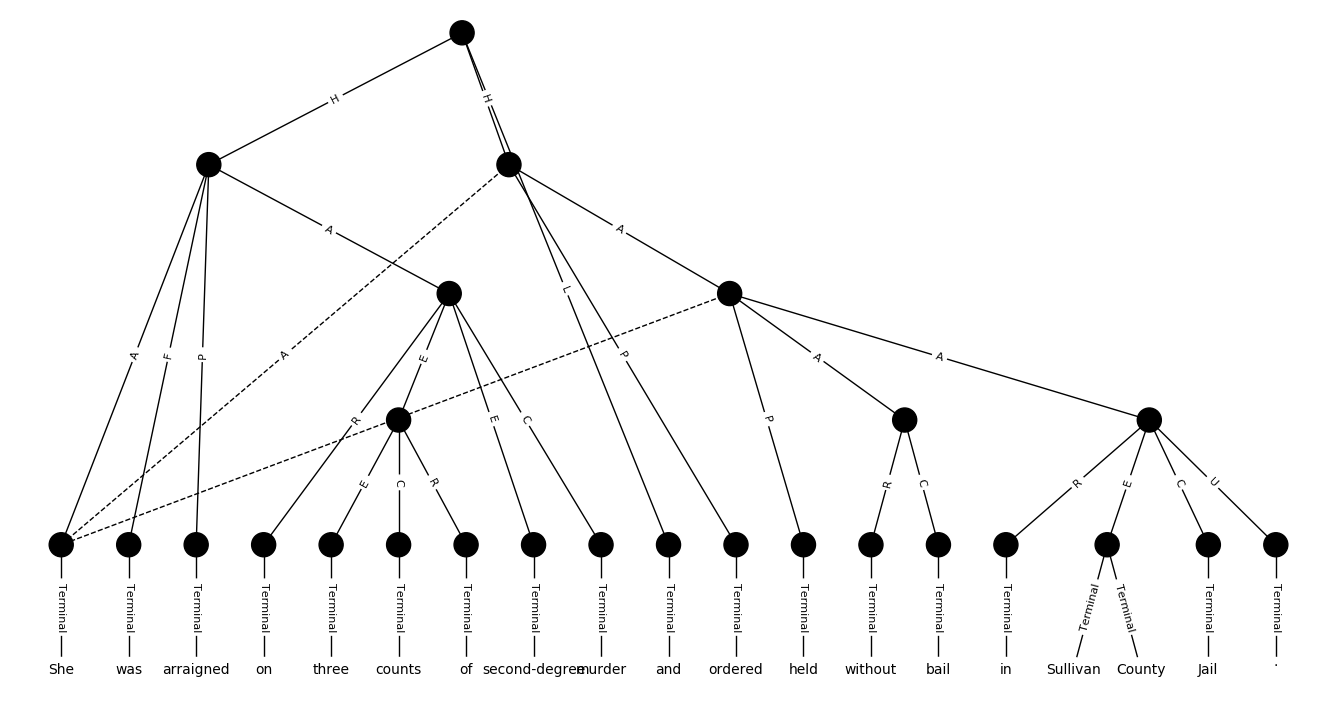 H H
A A
A F P A E L P
R E C P A A
E C R R C R E C U
Terminal Terminal Terminal Terminal Terminal Terminal Terminal Terminal Terminal Terminal Terminal Terminal Terminal Terminal Terminal Terminal Terminal Terminal Terminal
She was arraigned on three counts of second-degree murder and ordered held without bail in Sullivan County Jail .